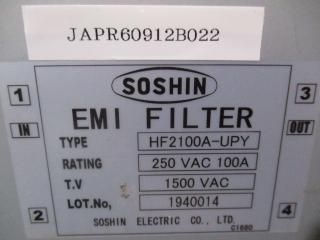 JAPR60912B022
SOSHIN
1 3
EMI FILTER
IN OUT
TYPE HF2100A-UPY
RATING 250 VAC 100A
T.V 1500 VAC
LOT.No, 1940014
2 4
SOSHIN ELECTRIC CO., LTD.
C1680